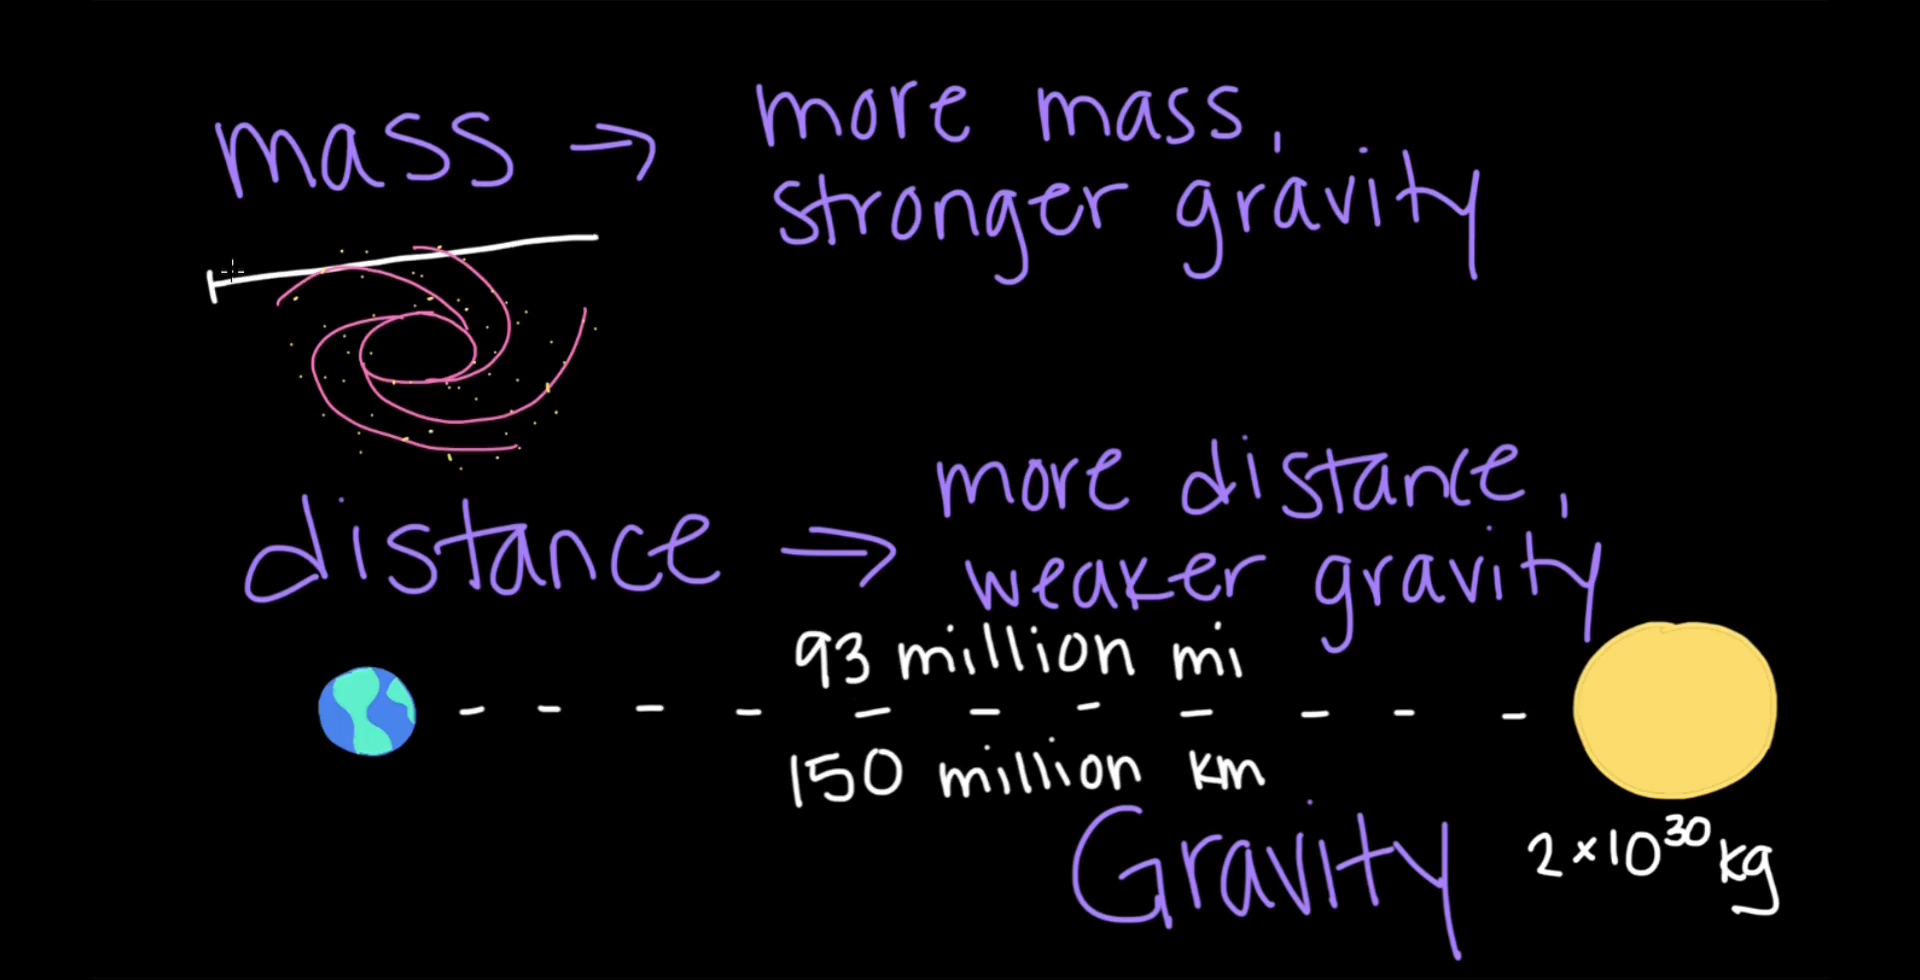 mass → more mass,
stronger gravity
distance → more distance,
weaker gravity
93 million mi
150 million km
Gravity
2×10³⁰ kg